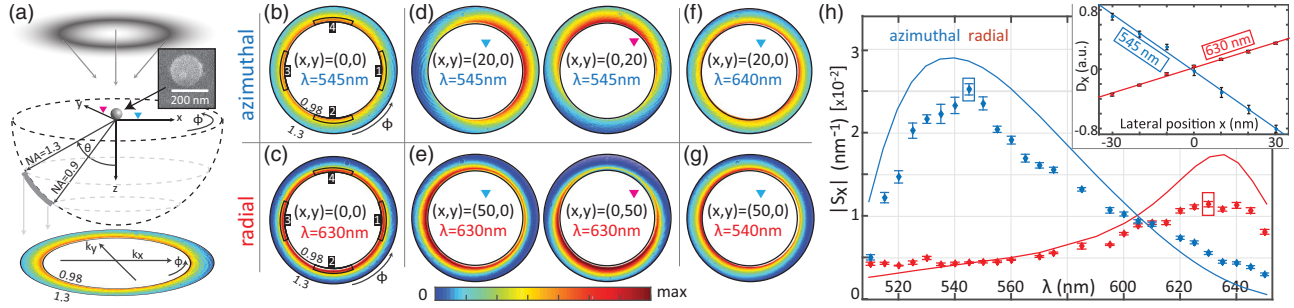 (a)
200 nm
y
x
ϕ
NA=1.3
θ
NA=0.9
z
ky
kx
ϕ
0.98
1.3
azimuthal
radial
(b)
4
(x,y)=(0,0)
3
1
λ=545nm
0.98
2
1.3
ϕ
(c)
4
(x,y)=(0,0)
3
1
λ=630nm
0.98
2
1.3
ϕ
(d)
(x,y)=(20,0)
λ=545nm
(x,y)=(0,20)
λ=545nm
(e)
(x,y)=(50,0)
λ=630nm
(x,y)=(0,50)
λ=630nm
(f)
(x,y)=(20,0)
λ=640nm
(g)
(x,y)=(50,0)
λ=540nm
0
max
(h)
azimuthal radial
|Sx| (nm⁻¹) [x10⁻²]
3
2
1
0
520
540
560
λ (nm)
600
620
640
Dx (a.u.)
0.8
0
-0.8
545 nm
630 nm
-30
0
30
Lateral position x (nm)